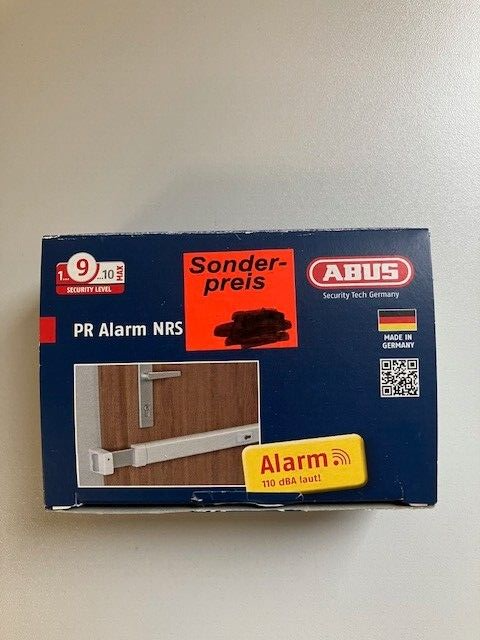 1... 9 ...10 MAX
SECURITY LEVEL
Sonder-
preis
ABUS
Security Tech Germany
PR Alarm NRS
MADE IN
GERMANY
Alarm
110 dBA laut!